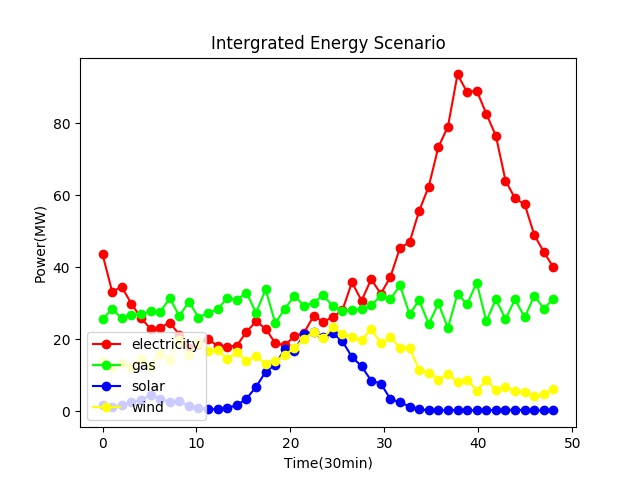 Intergrated Energy Scenario
Power(MW)
80
60
40
20
0
electricity
gas
solar
wind
0 10 20 30 40 50
Time(30min)